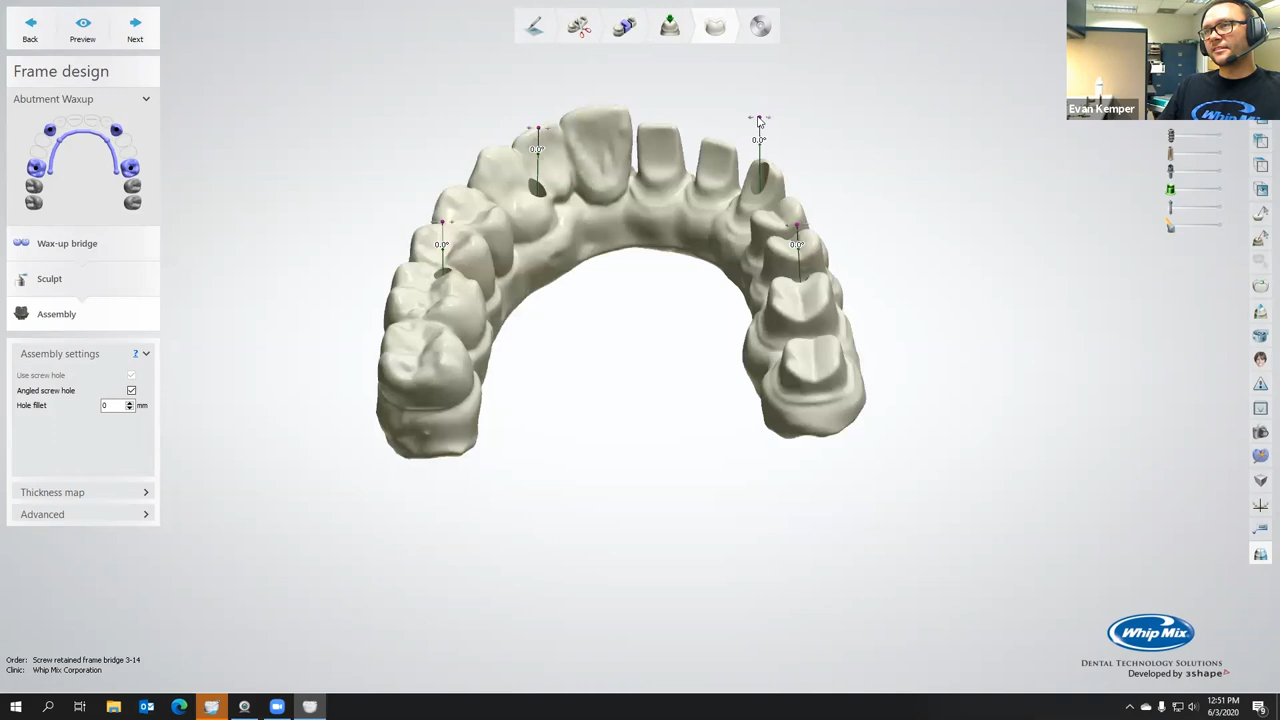 Back
Preview
Next
Frame design
Abutment Waxup
Wax-up bridge
Sculpt
Assembly
Assembly settings ?
Use screw hole
Angled screw hole
Hole fillet 0 mm
Thickness map
Advanced
0.0°
0.0°
0.0°
0.0°
Evan Kemper
Whip Mix
Whip Mix
DENTAL TECHNOLOGY SOLUTIONS
Developed by 3shape
Order: Screw retained frame bridge 3-14
Clinic: Whip Mix Corporation
12:51 PM
6/3/2020